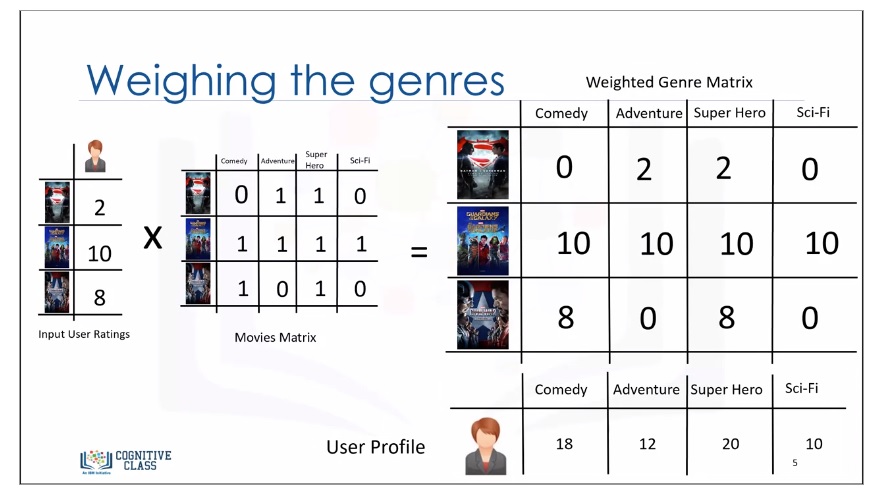 Weighing the genres
Weighted Genre Matrix
Comedy Adventure Super Hero Sci-Fi
0 2 2 0
10 10 10 10
8 0 8 0
2
10
8
Input User Ratings
X
Comedy Adventure Super Hero Sci-Fi
0 1 1 0
1 1 1 1
1 0 1 0
Movies Matrix
=
Comedy Adventure Super Hero Sci-Fi
User Profile
18 12 20 10
5
COGNITIVE
CLASS
An IBM Initiative